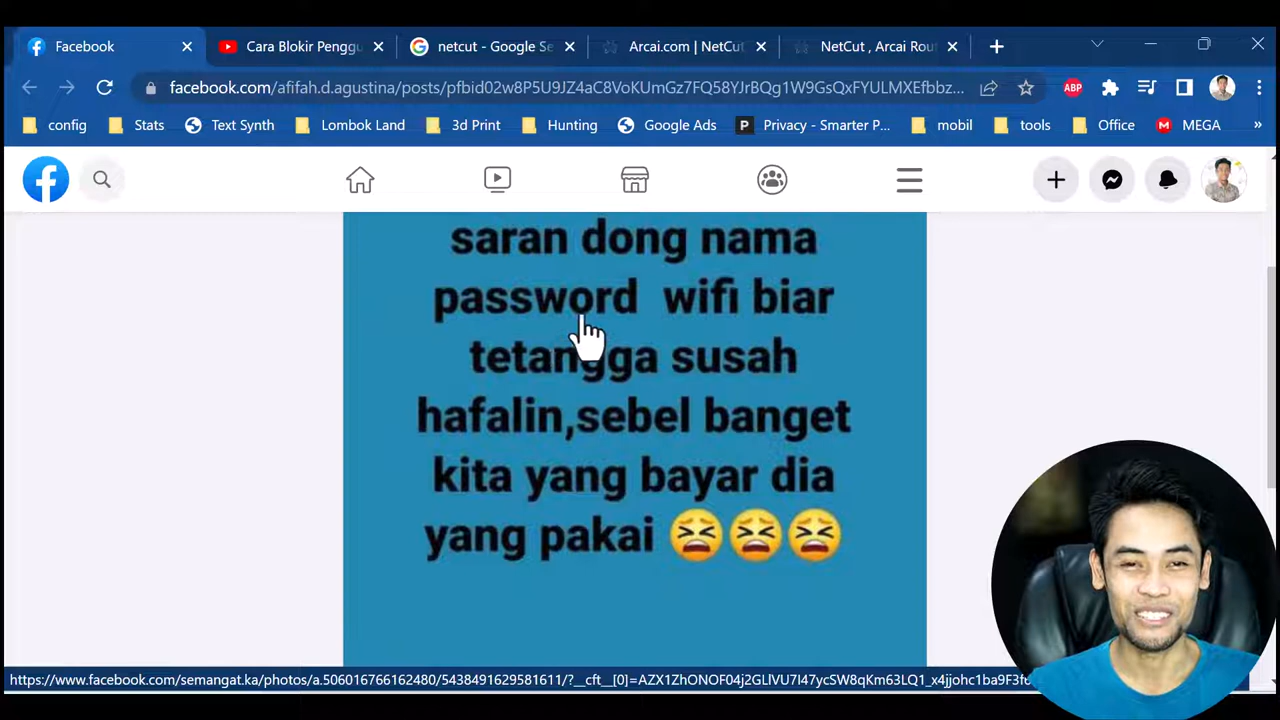 Facebook
Cara Blokir Penggu
netcut - Google Se
Arcai.com | NetCut
NetCut , Arcai Rout
facebook.com/afifah.d.agustina/posts/pfbid02w8P5U9JZ4aC8VoKUmGz7FQ58YJrBQg1W9GsQxFYULMXEfbbz...
ABP
config
Stats
Text Synth
Lombok Land
3d Print
Hunting
Google Ads
P
Privacy - Smarter P...
mobil
tools
Office
M
MEGA
»
saran dong nama
password wifi biar
tetangga susah
hafalin,sebel banget
kita yang bayar dia
yang pakai 😫😫😫
https://www.facebook.com/semangat.ka/photos/a.506016766162480/5438491629581611/?__cft__[0]=AZX1ZhONOF04j2GLlVU7l47ycSW8qKm63LQ1_x4jjohc1ba9F3f